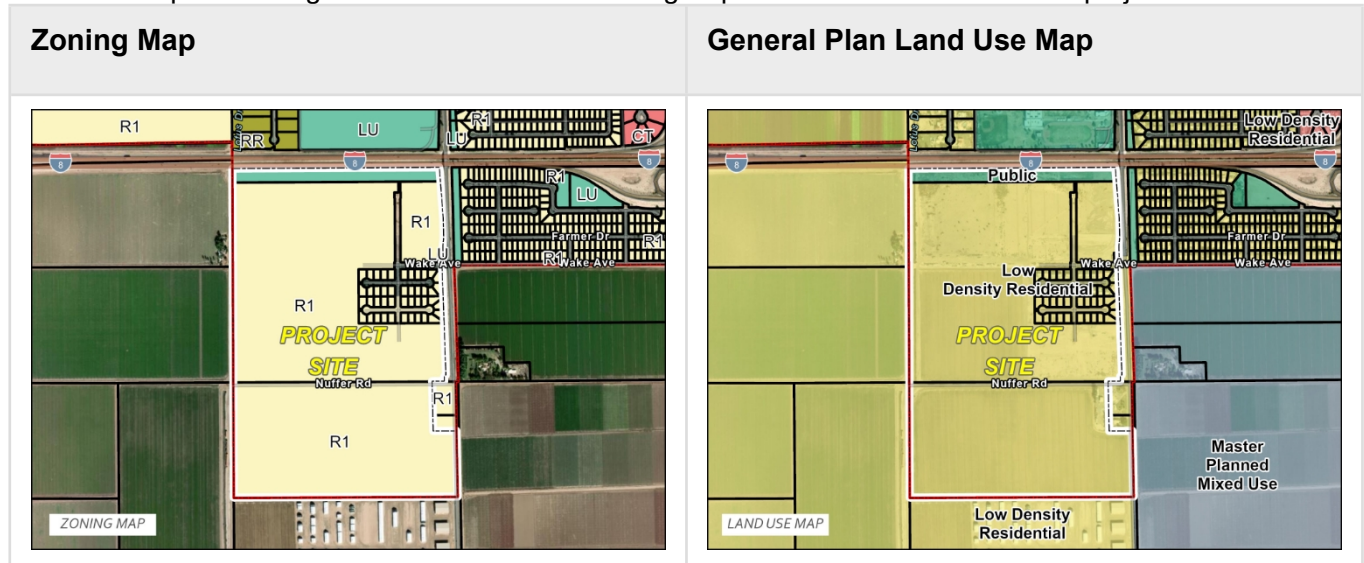 Zoning Map
General Plan Land Use Map
R1
RR
LU
LU
R1
CT
8
8
8
R1
LU
R1
Farmer Dr
R1
LU
Wake Ave
R1
Wake Ave
R1
PROJECT
SITE
Nuffer Rd
R1
R1
ZONING MAP
Low Density
Residential
8
8
8
Public
Farmer Dr
Wake Ave
Wake Ave
Low
Density Residential
PROJECT
SITE
Nuffer Rd
Master
Planned
Mixed Use
Low Density
Residential
LAND USE MAP